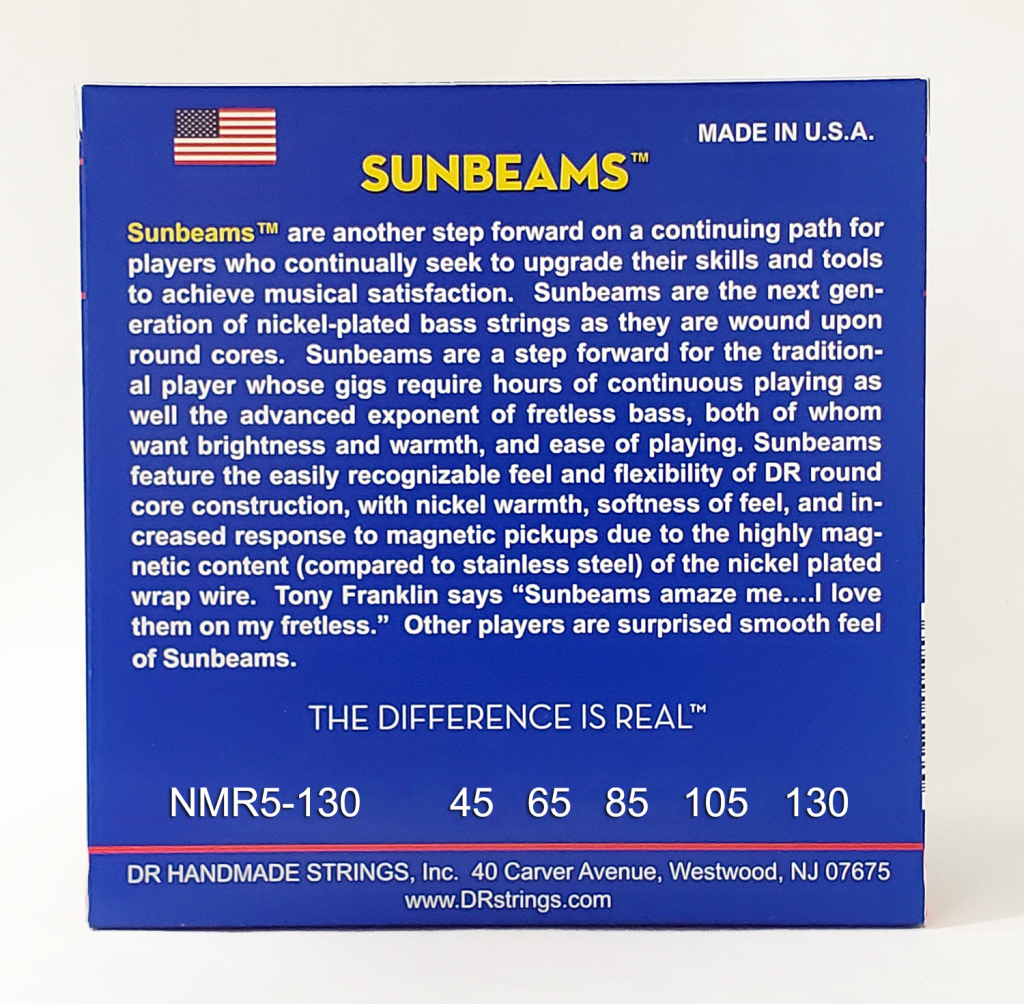 MADE IN U.S.A.
SUNBEAMS™
Sunbeams™ are another step forward on a continuing path for
players who continually seek to upgrade their skills and tools
to achieve musical satisfaction. Sunbeams are the next gen-
eration of nickel-plated bass strings as they are wound upon
round cores. Sunbeams are a step forward for the tradition-
al player whose gigs require hours of continuous playing as
well the advanced exponent of fretless bass, both of whom
want brightness and warmth, and ease of playing. Sunbeams
feature the easily recognizable feel and flexibility of DR round
core construction, with nickel warmth, softness of feel, and in-
creased response to magnetic pickups due to the highly mag-
netic content (compared to stainless steel) of the nickel plated
wrap wire. Tony Franklin says “Sunbeams amaze me....I love
them on my fretless.” Other players are surprised smooth feel
of Sunbeams.
THE DIFFERENCE IS REAL™
NMR5-130 45 65 85 105 130
DR HANDMADE STRINGS, Inc. 40 Carver Avenue, Westwood, NJ 07675
www.DRstrings.com